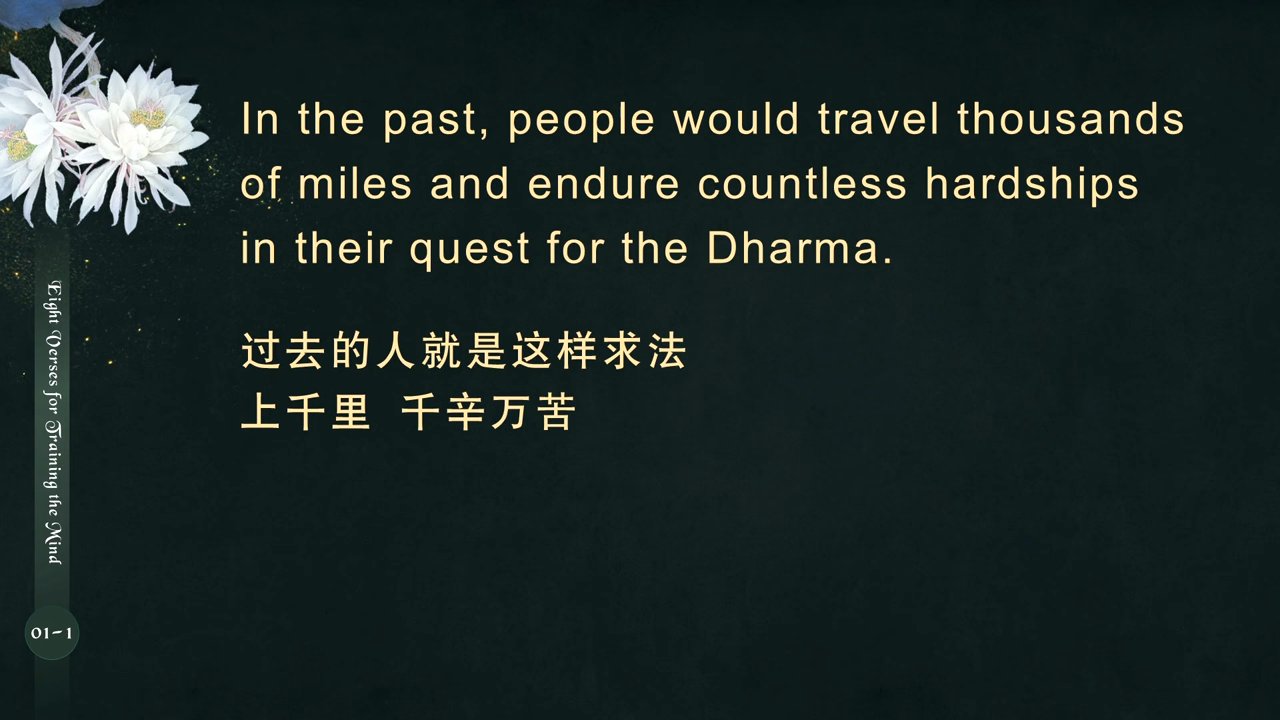 In the past, people would travel thousands
of miles and endure countless hardships
in their quest for the Dharma.
过去的人就是这样求法
上千里 千辛万苦
Eight Verses for Training the Mind
01-1